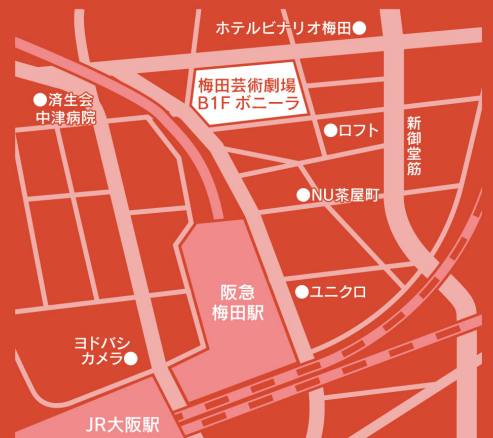 ホテルビナリオ梅田
梅田芸術劇場
B1F ボニーラ
済生会
中津病院
ロフト
新御堂筋
NU茶屋町
阪急
梅田駅
ユニクロ
ヨドバシ
カメラ
JR大阪駅